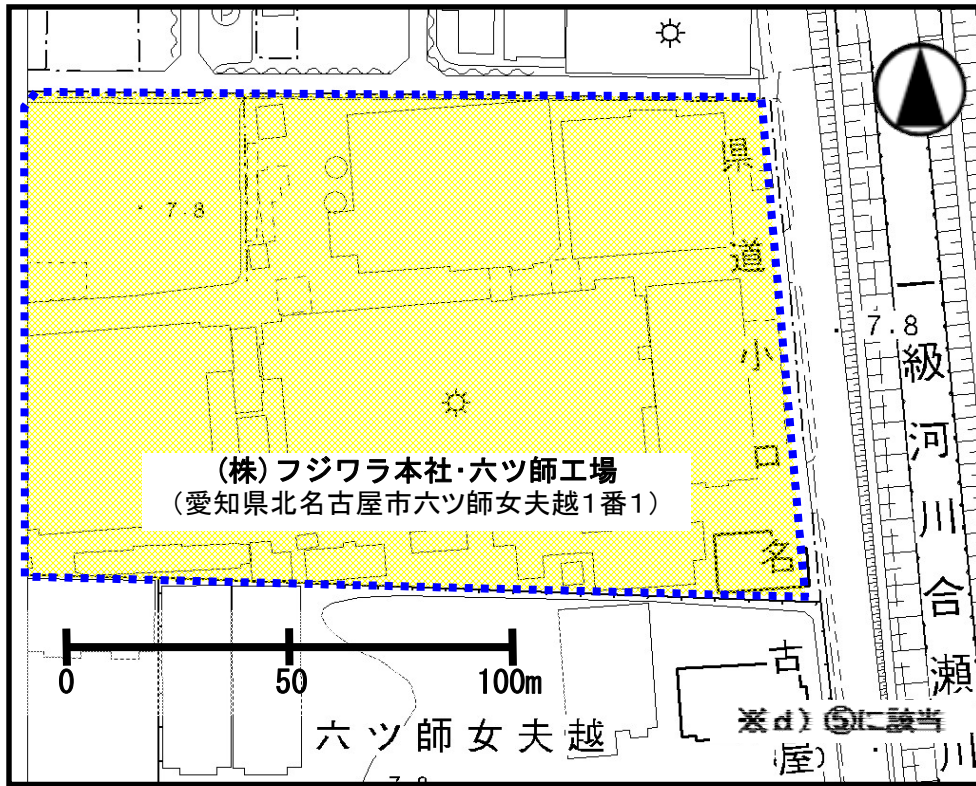 P
7.8
県道小口名古屋
7.8
一級河川合瀬川
(株)フジワラ本社・六ツ師工場
(愛知県北名古屋市六ツ師女夫越1番1)
0 50 100m
六ツ師女夫越
※d)⑤に該当
7.8